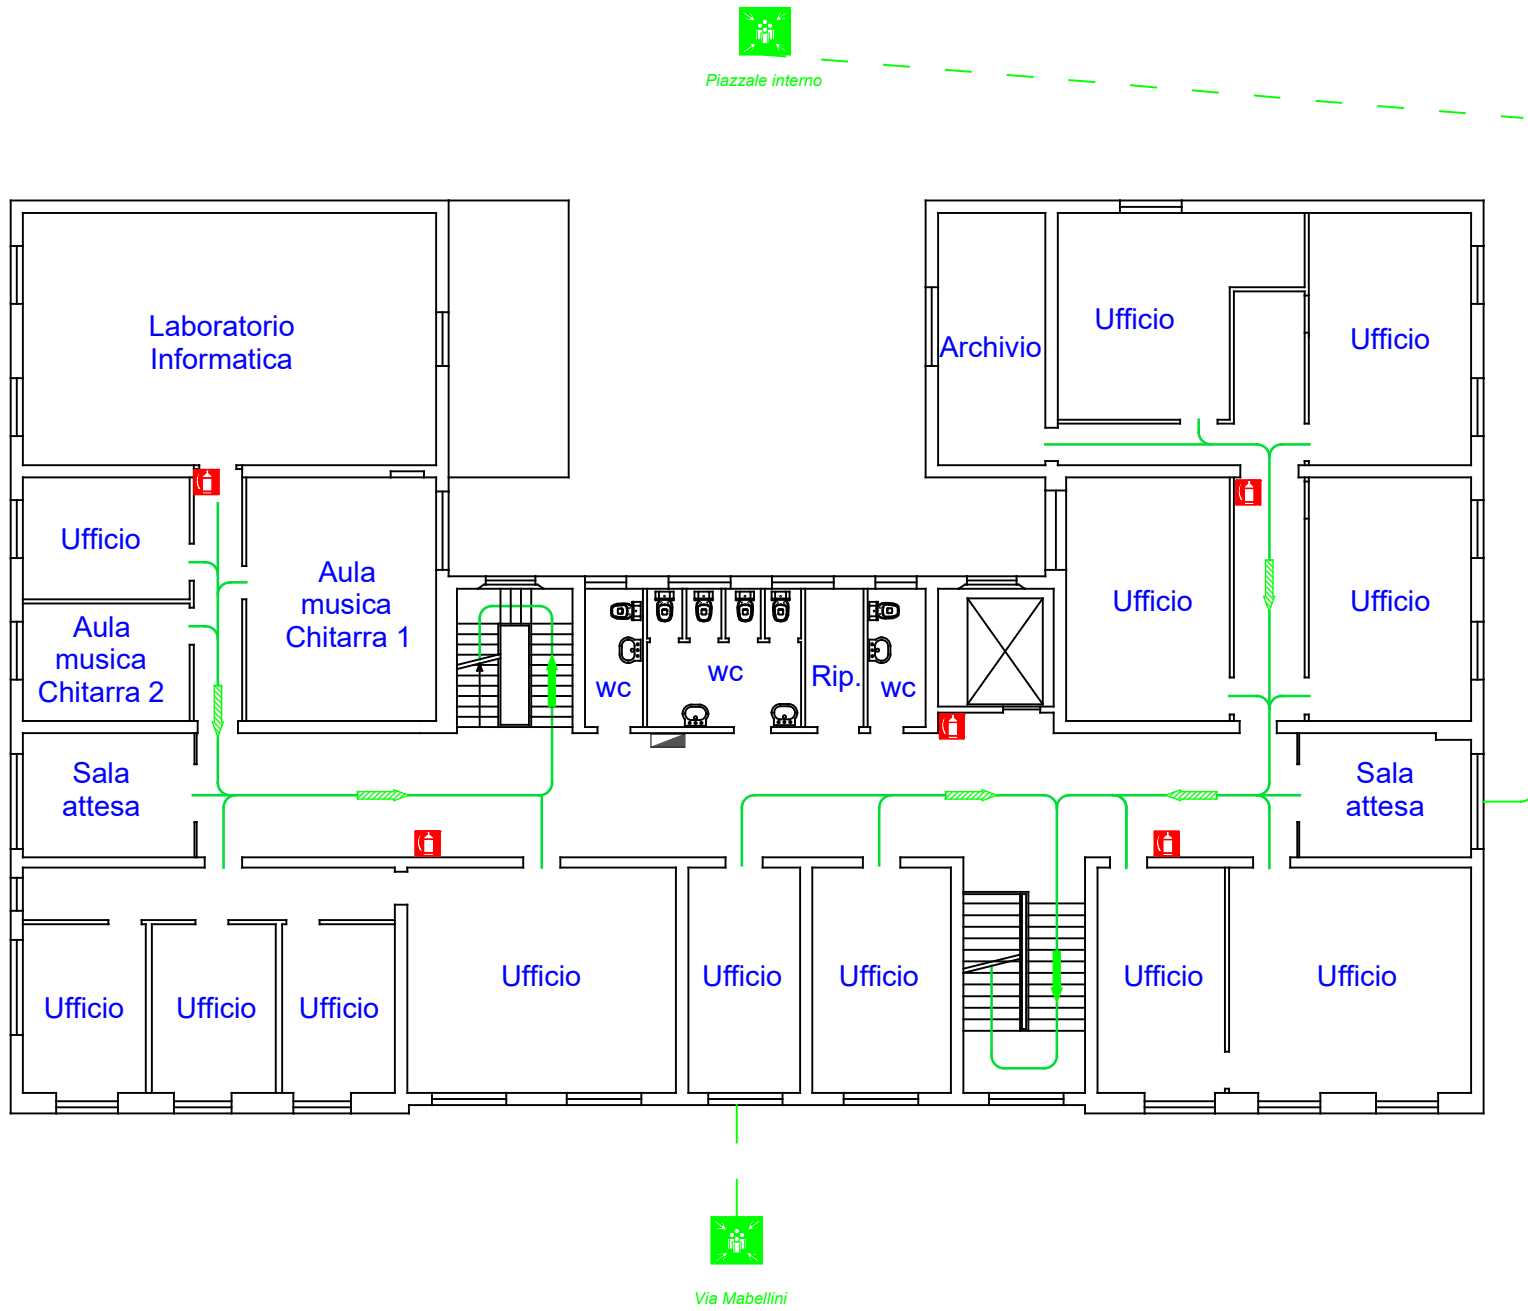 Piazzale interno
Laboratorio
Informatica
Ufficio
Archivio
Ufficio
Ufficio
Aula
musica
Chitarra 1
Aula
musica
Chitarra 2
Ufficio
Ufficio
wc
wc
Rip.
wc
Sala
attesa
Sala
attesa
Ufficio
Ufficio
Ufficio
Ufficio
Ufficio
Ufficio
Ufficio
Ufficio
Via Mabellini